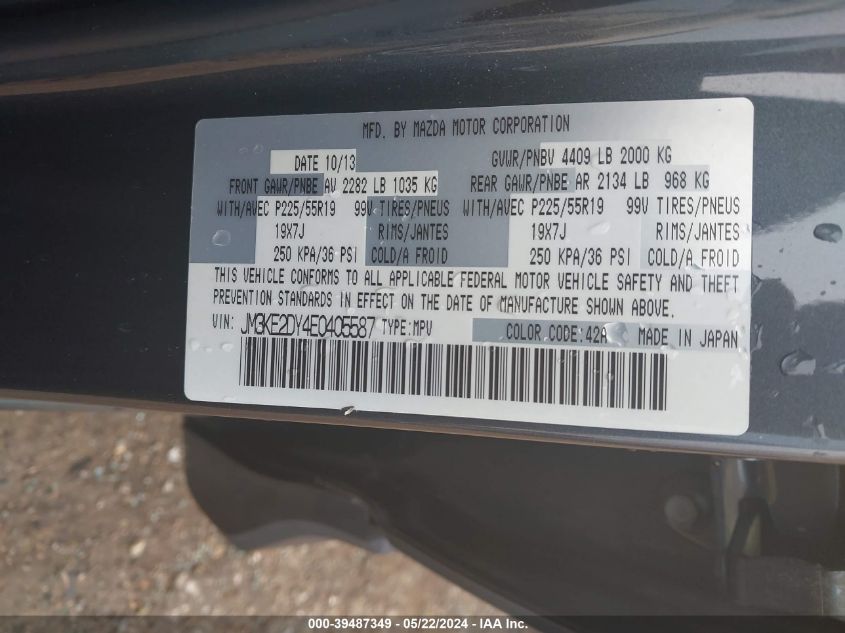 MFD. BY MAZDA MOTOR CORPORATION
DATE 10/13 GVWR/PNBV 4409 LB 2000 KG
FRONT GAWR/PNBE AV 2282 LB 1035 KG REAR GAWR/PNBE AR 2134 LB 968 KG
WITH/AVEC P225/55R19 99V TIRES/PNEUS WITH/AVEC P225/55R19 99V TIRES/PNEUS
19X7J RIMS/JANTES 19X7J RIMS/JANTES
250 KPA/36 PSI COLD/A FROID 250 KPA/36 PSI COLD/A FROID
THIS VEHICLE CONFORMS TO ALL APPLICABLE FEDERAL MOTOR VEHICLE SAFETY AND THEFT
PREVENTION STANDARDS IN EFFECT ON THE DATE OF MANUFACTURE SHOWN ABOVE.
VIN: JM3KE2DY4E0405587 TYPE:MPV COLOR CODE:42A MADE IN JAPAN
000-39487349 - 05/22/2024 - IAA Inc.